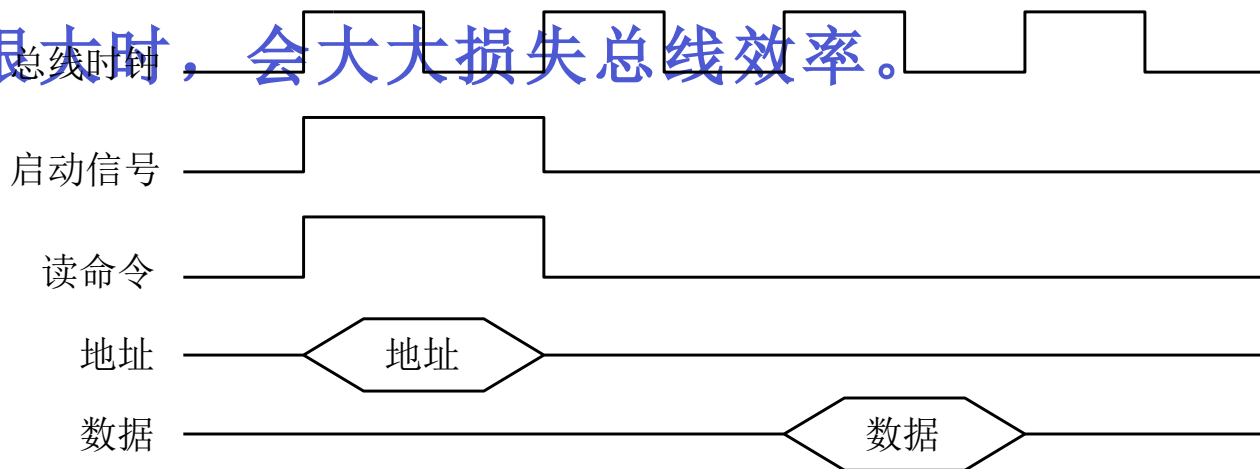 很大时，会大大损失总线效率。
总线时钟
启动信号
读命令
地址 地址
数据 数据